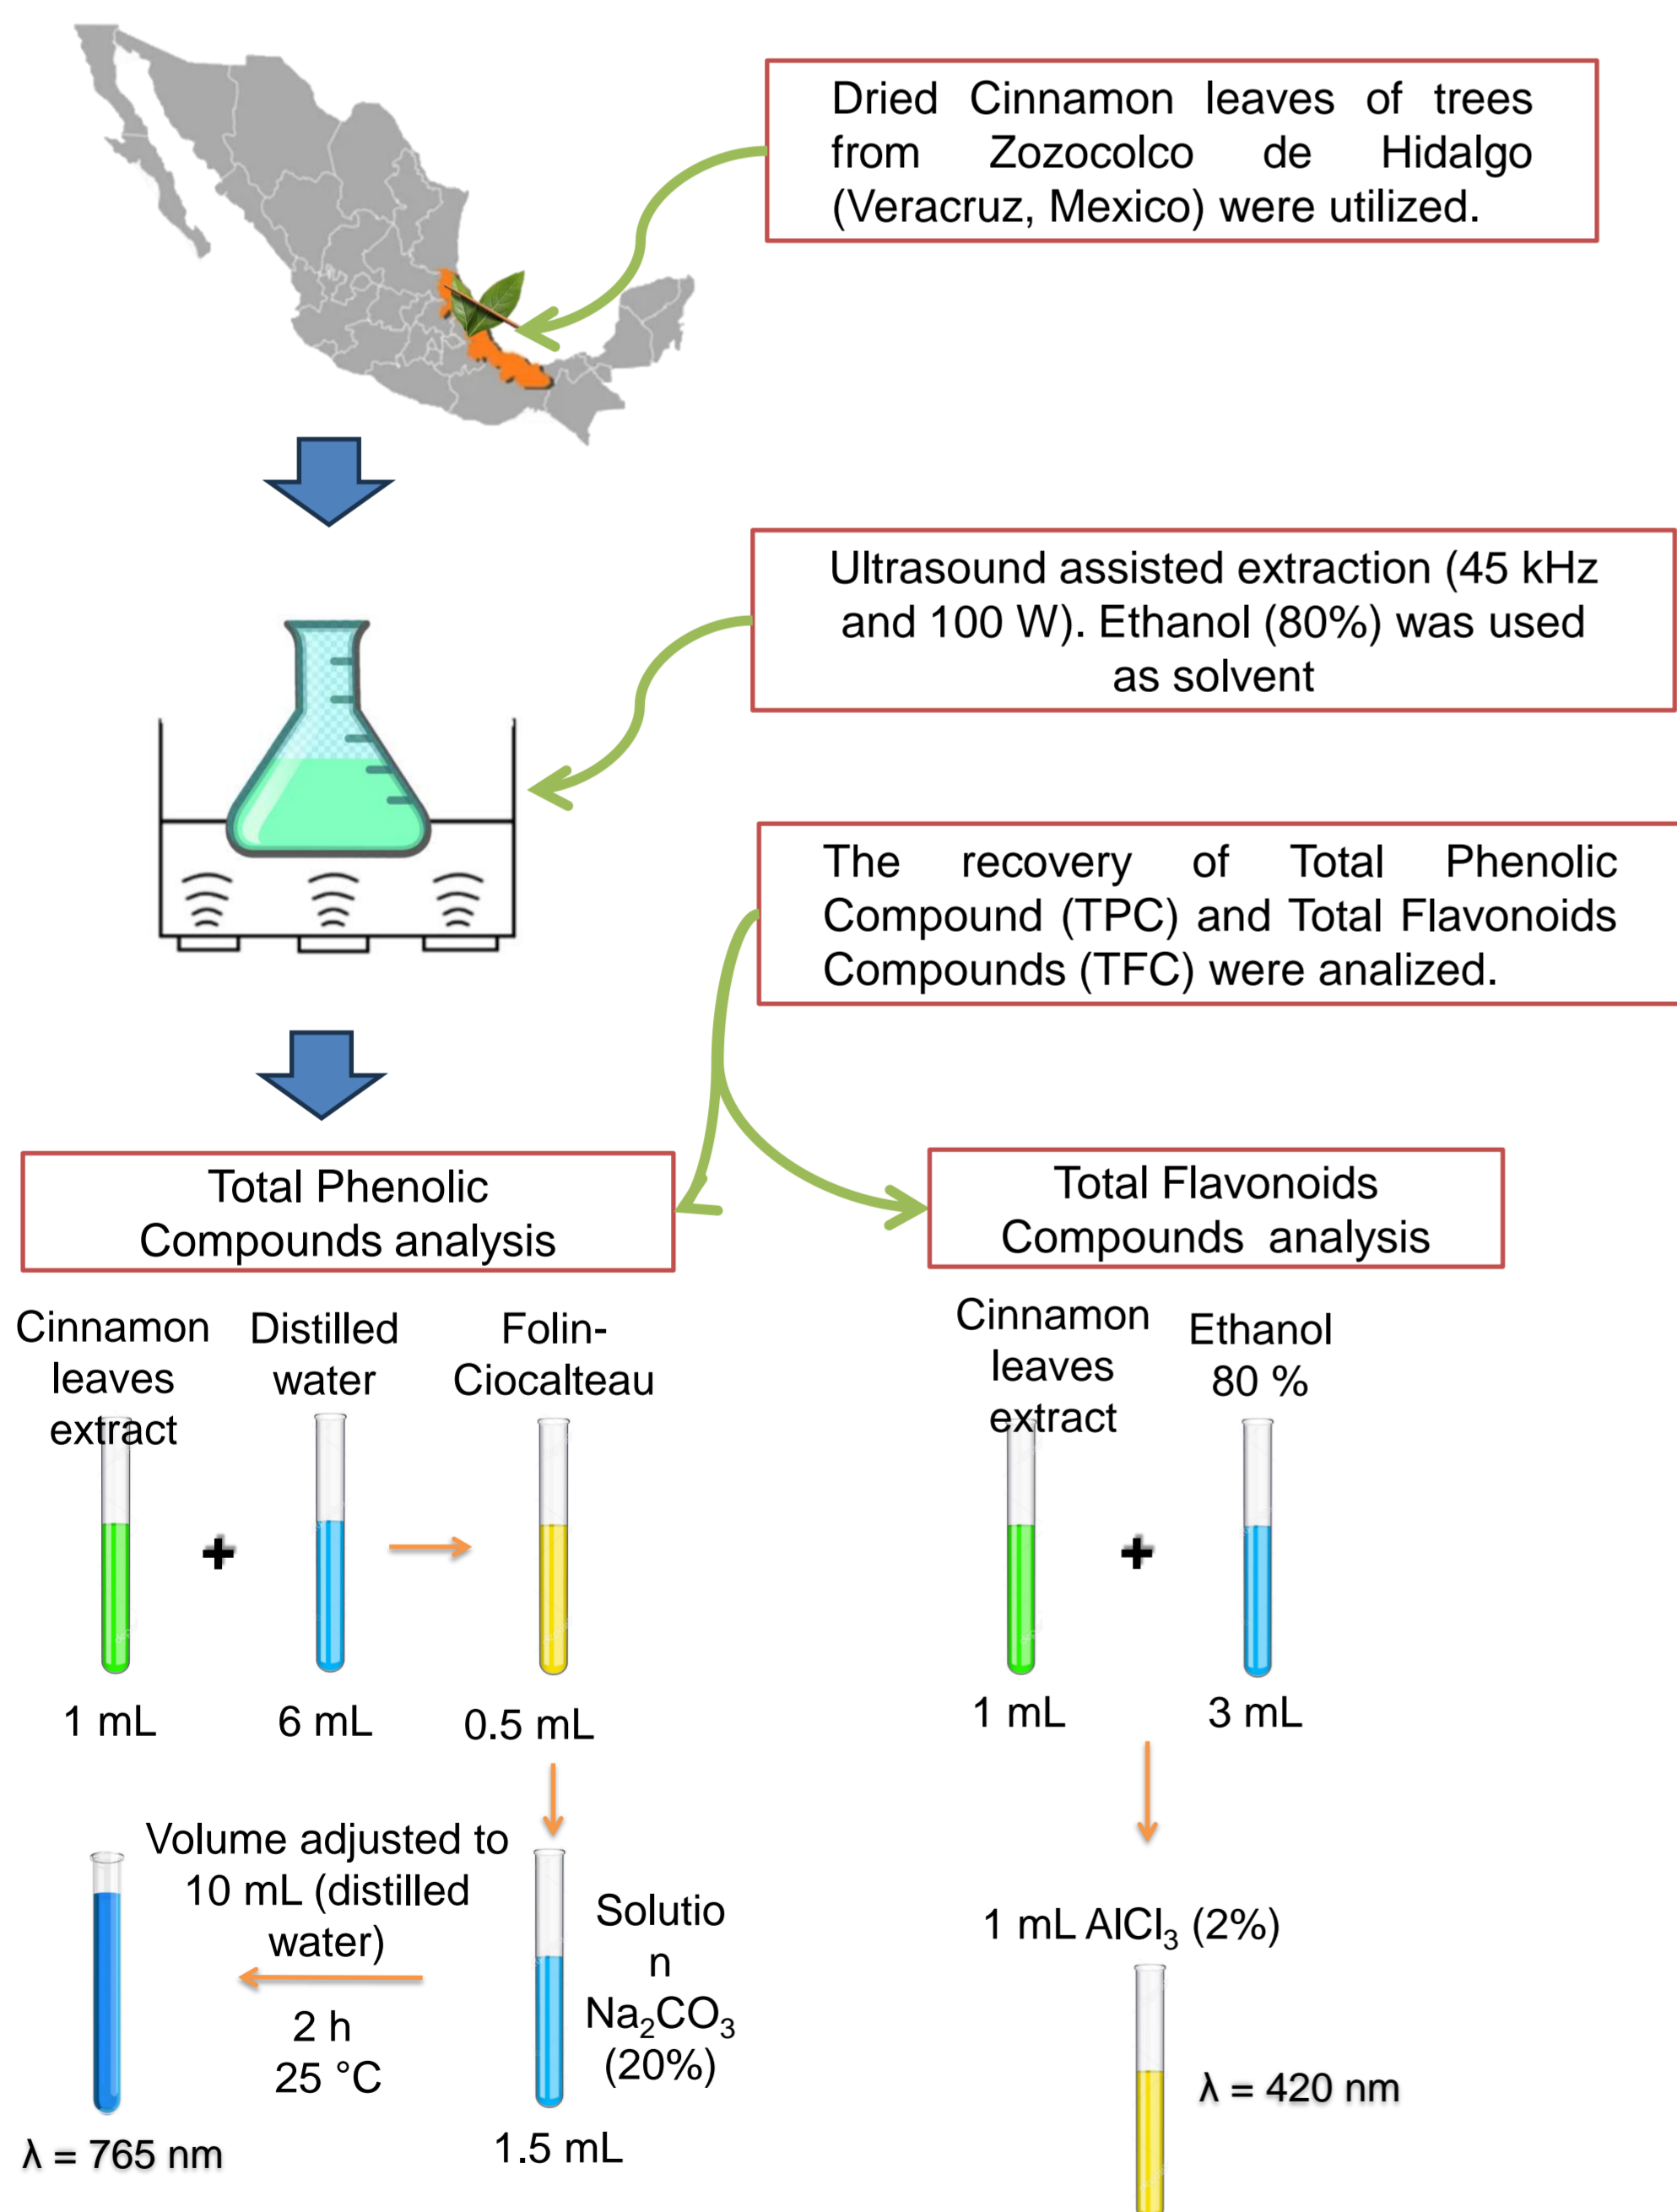 Dried Cinnamon leaves of trees
from Zozocolco de Hidalgo
(Veracruz, Mexico) were utilized.
Ultrasound assisted extraction (45 kHz
and 100 W). Ethanol (80%) was used
as solvent
The recovery of Total Phenolic
Compound (TPC) and Total Flavonoids
Compounds (TFC) were analized.
Total Phenolic
Compounds analysis
Cinnamon
leaves
extract
Distilled
water
Folin-
Ciocalteau
+
1 mL
6 mL
0.5 mL
Volume adjusted to
10 mL (distilled
water)
2 h
25 °C
Solutio
n
Na₂CO₃
(20%)
1.5 mL
λ = 765 nm
Total Flavonoids
Compounds analysis
Cinnamon
leaves
extract
Ethanol
80 %
+
1 mL
3 mL
1 mL AlCl₃ (2%)
λ = 420 nm